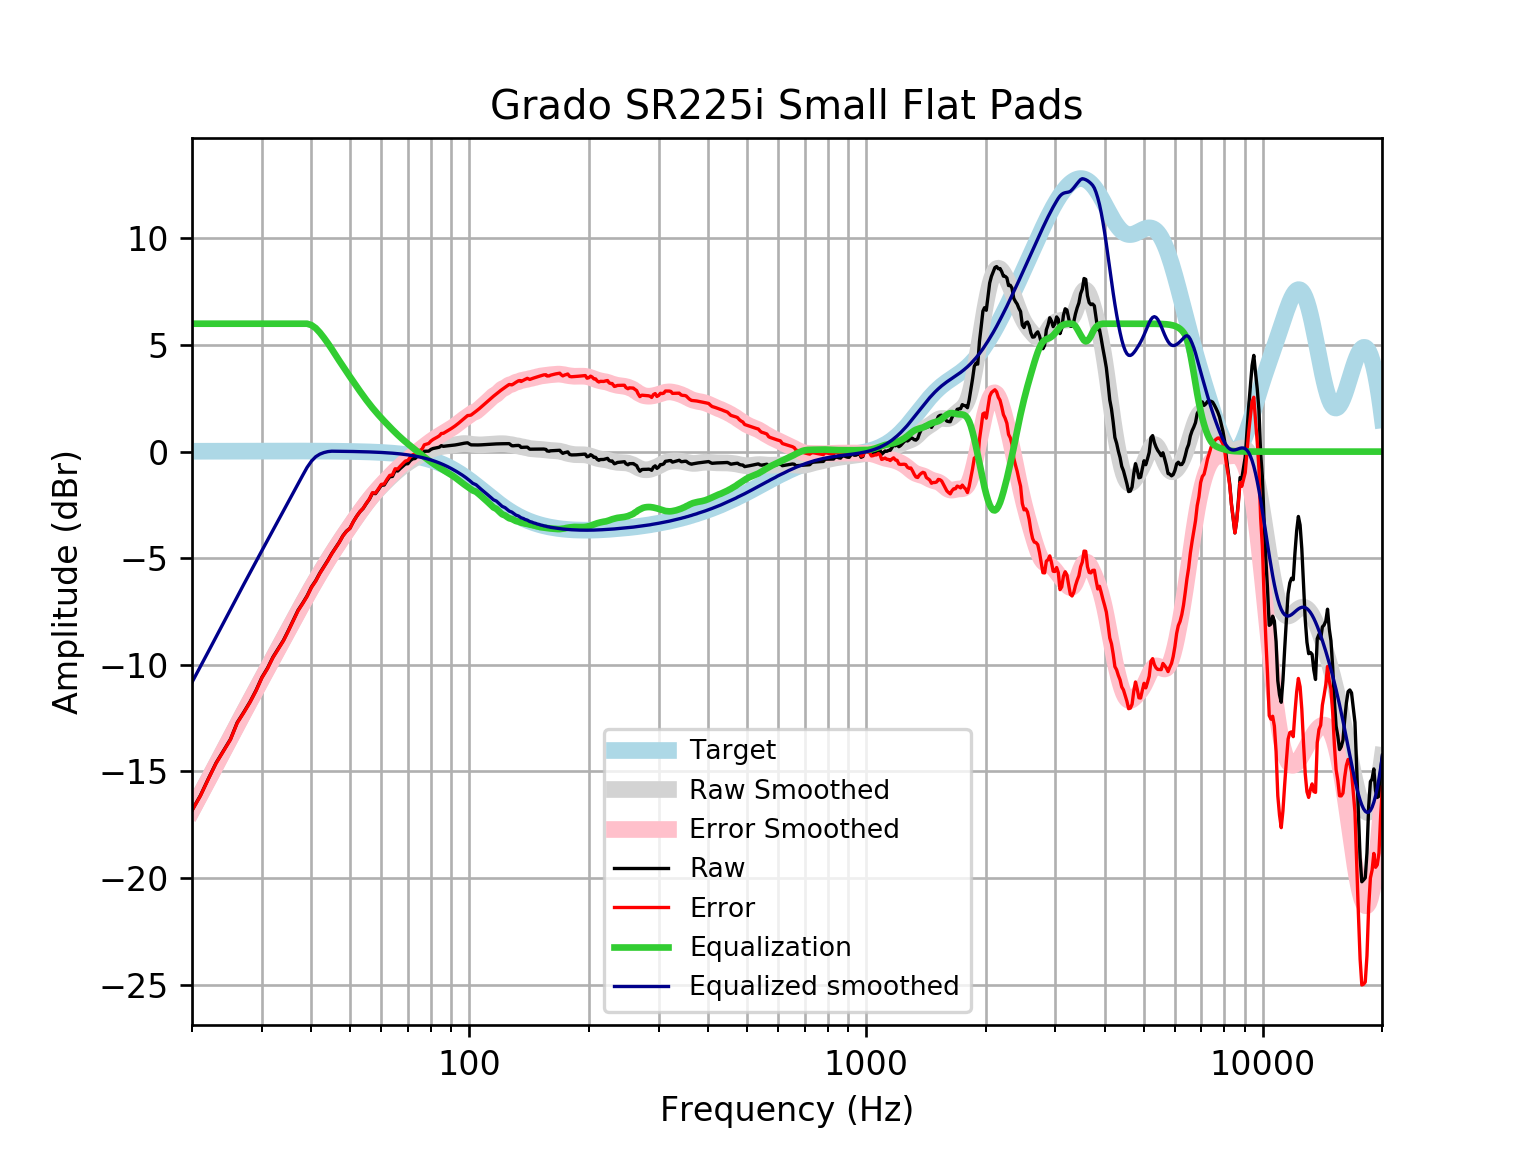 Grado SR225i Small Flat Pads
Amplitude (dBr)
10
5
0
−5
−10
−15
−20
−25
Target
Raw Smoothed
Error Smoothed
Raw
Error
Equalization
Equalized smoothed
100
1000
10000
Frequency (Hz)